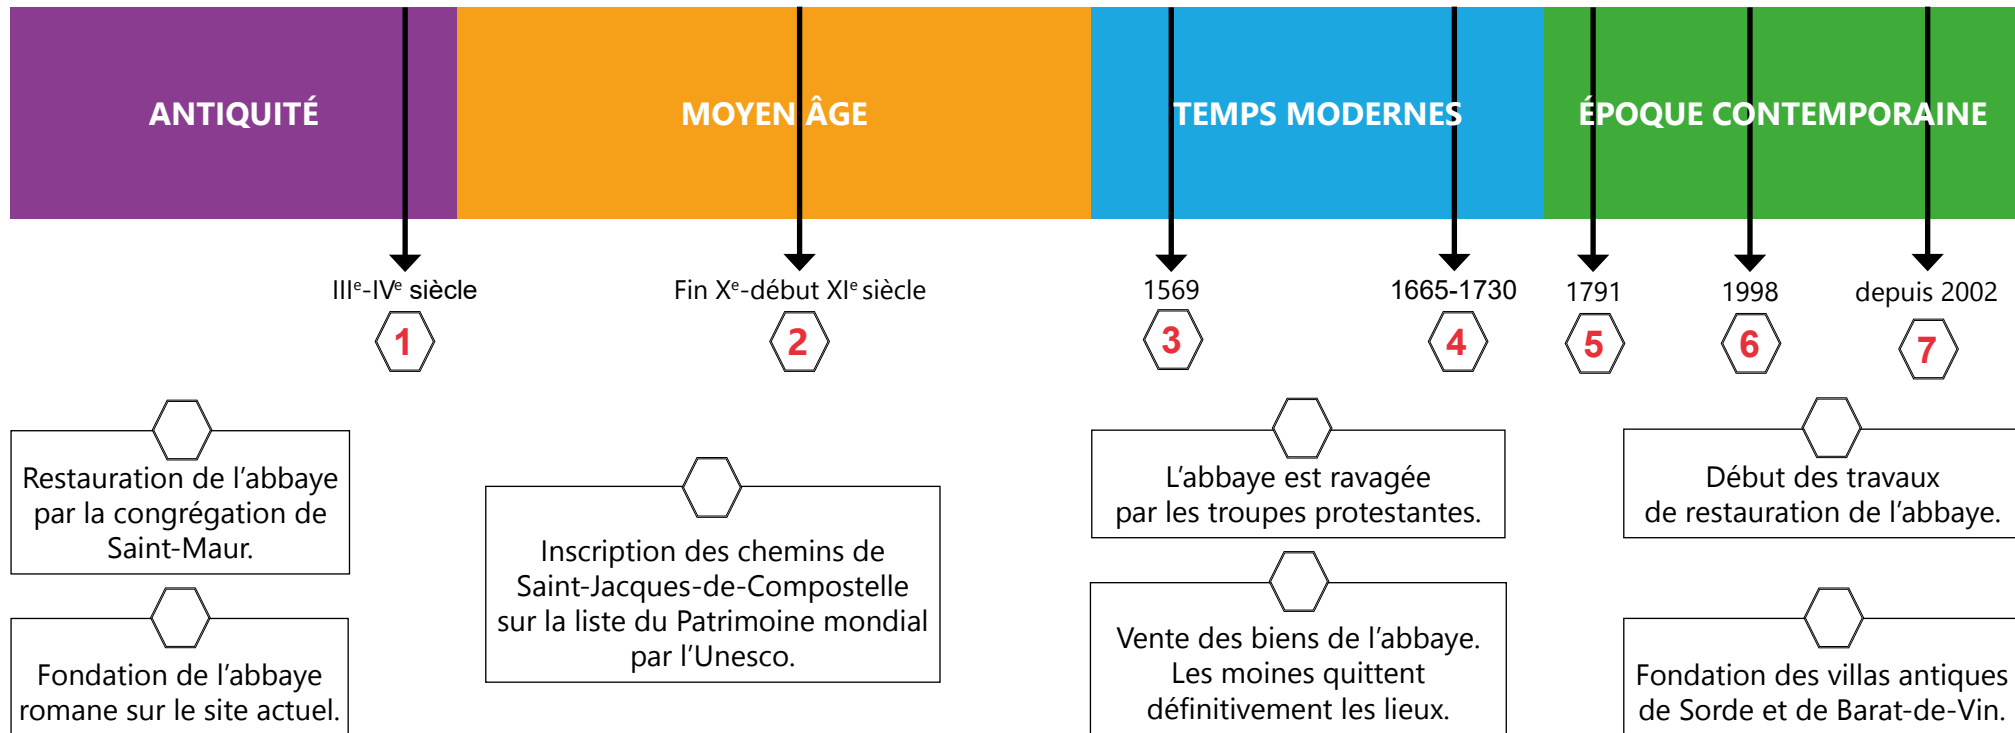 ANTIQUITÉ
MOYEN ÂGE
TEMPS MODERNES
ÉPOQUE CONTEMPORAINE
IIIe-IVe siècle
Fin Xe-début XIe siècle
1569
1665-1730
1791
1998
depuis 2002
1
2
3
4
5
6
7
Restauration de l’abbaye
par la congrégation de
Saint-Maur.
Fondation de l’abbaye
romane sur le site actuel.
Inscription des chemins de
Saint-Jacques-de-Compostelle
sur la liste du Patrimoine mondial
par l’Unesco.
L’abbaye est ravagée
par les troupes protestantes.
Vente des biens de l’abbaye.
Les moines quittent
définitivement les lieux.
Début des travaux
de restauration de l’abbaye.
Fondation des villas antiques
de Sorde et de Barat-de-Vin.